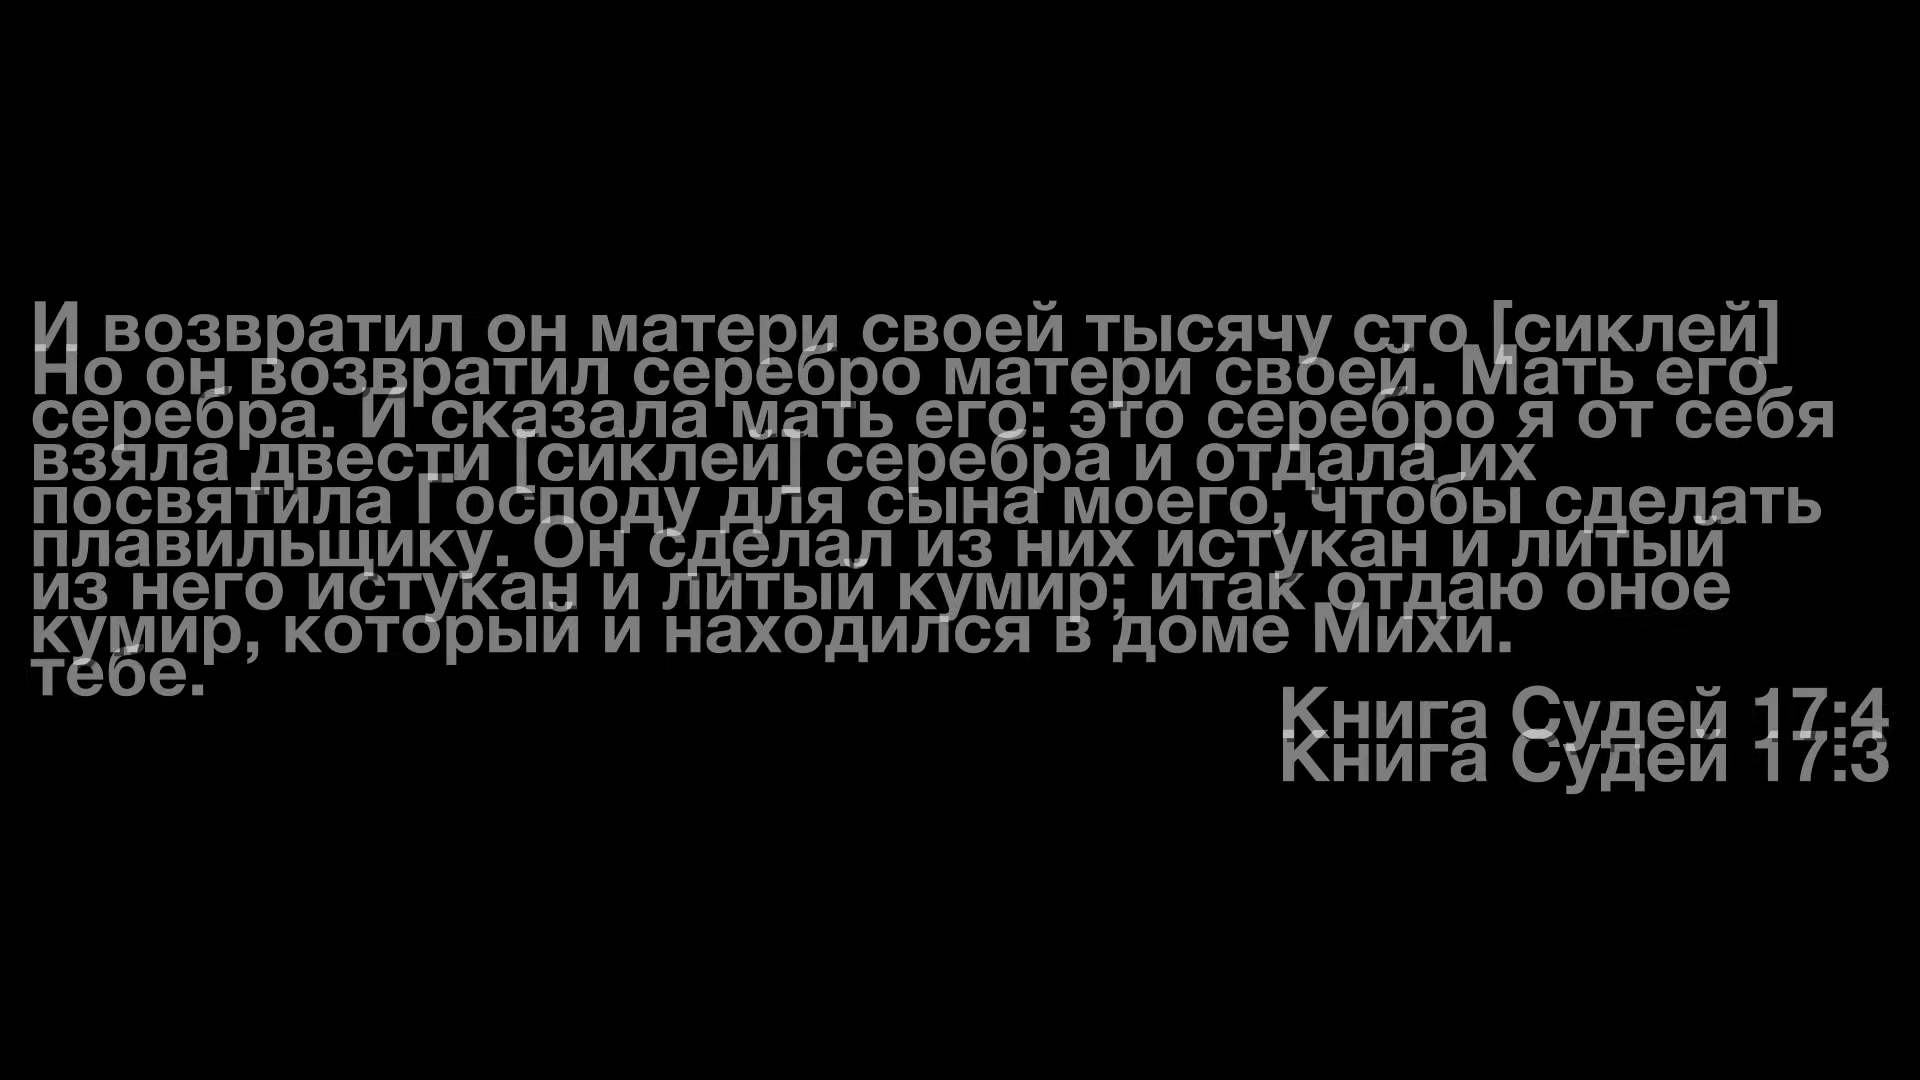 И возвратил он матери своей тысячу сто [сиклей]
Но он возвратил серебро матери своей. Мать его
серебра. И сказала мать его: это серебро я от себя
взяла двести [сиклей] серебра и отдала их
посвятила Господу для сына моего, чтобы сделать
плавильщику. Он сделал из них истукан и литый
из него истукан и литый кумир; итак отдаю оное
кумир, который и находился в доме Михи.
тебе.
Книга Судей 17:4
Книга Судей 17:3